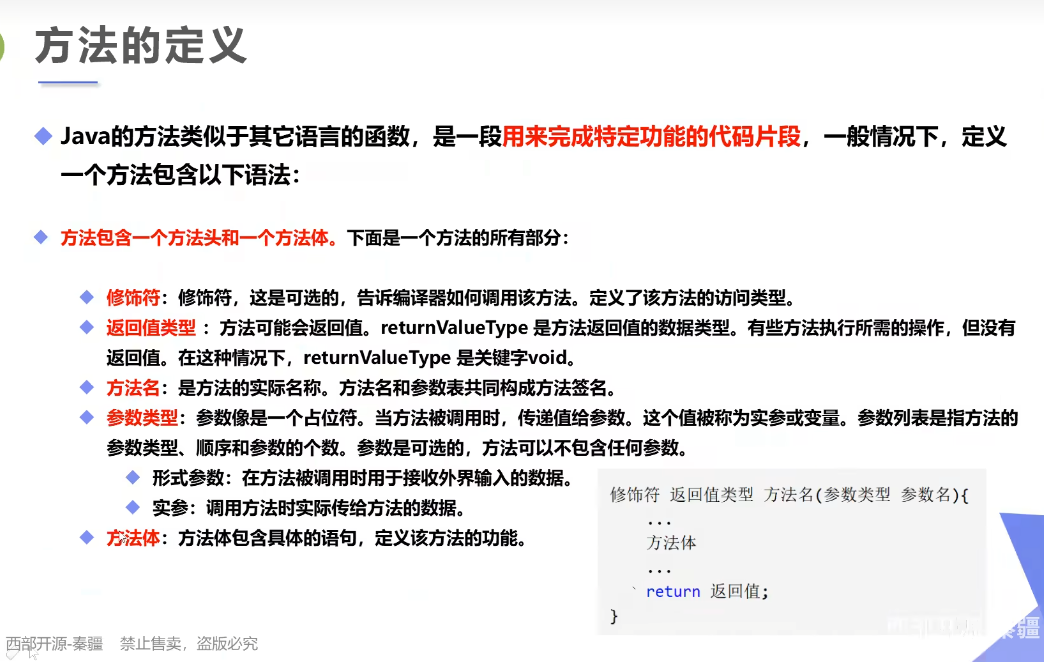 方法的定义
Java的方法类似于其它语言的函数，是一段用来完成特定功能的代码片段，一般情况下，定义
一个方法包含以下语法：
方法包含一个方法头和一个方法体。下面是一个方法的所有部分：
修饰符：修饰符，这是可选的，告诉编译器如何调用该方法。定义了该方法的访问类型。
返回值类型 ：方法可能会返回值。returnValueType 是方法返回值的数据类型。有些方法执行所需的操作，但没有
返回值。在这种情况下，returnValueType 是关键字void。
方法名：是方法的实际名称。方法名和参数表共同构成方法签名。
参数类型：参数像是一个占位符。当方法被调用时，传递值给参数。这个值被称为实参或变量。参数列表是指方法的
参数类型、顺序和参数的个数。参数是可选的，方法可以不包含任何参数。
形式参数：在方法被调用时用于接收外界输入的数据。
实参：调用方法时实际传给方法的数据。
方法体：方法体包含具体的语句，定义该方法的功能。
修饰符 返回值类型 方法名(参数类型 参数名){
...
方法体
...
return 返回值;
}
西部开源-秦疆 禁止售卖，盗版必究